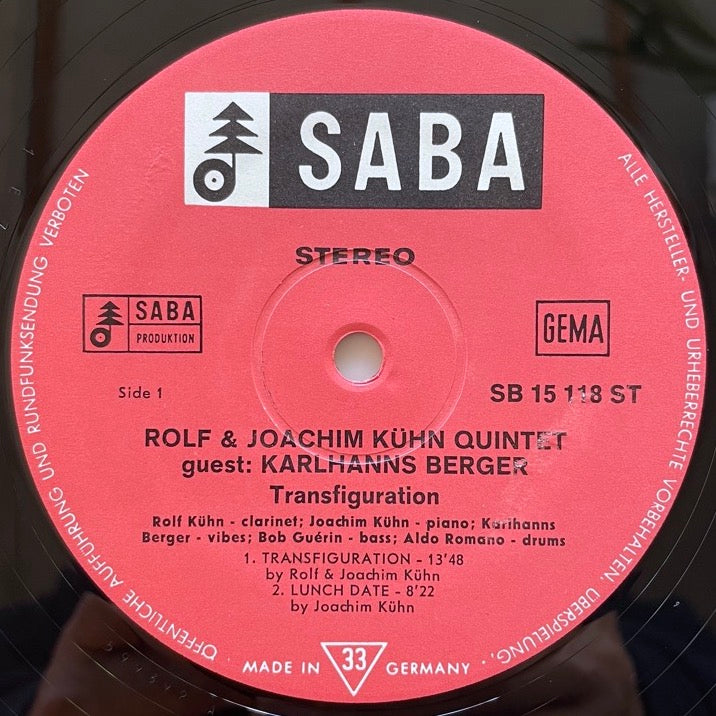 SABA
STEREO
SABA
PRODUKTION
GEMA
Side 1
SB 15 118 ST
ROLF & JOACHIM KÜHN QUINTET
guest: KARLHANNS BERGER
Transfiguration
Rolf Kühn - clarinet; Joachim Kühn - piano; Karlhanns
Berger - vibes; Bob Guérin - bass; Aldo Romano - drums
1. TRANSFIGURATION - 13'48
by Rolf & Joachim Kühn
2. LUNCH DATE - 8'22
by Joachim Kühn
MADE IN 33 GERMANY
ALLE HERSTELLER- UND URHEBERRECHTE VORBEHALTEN. ÜBERSPIELUNG,
ÖFFENTLICHE AUFFÜHRUNG UND RUNDFUNKSENDUNG VERBOTEN